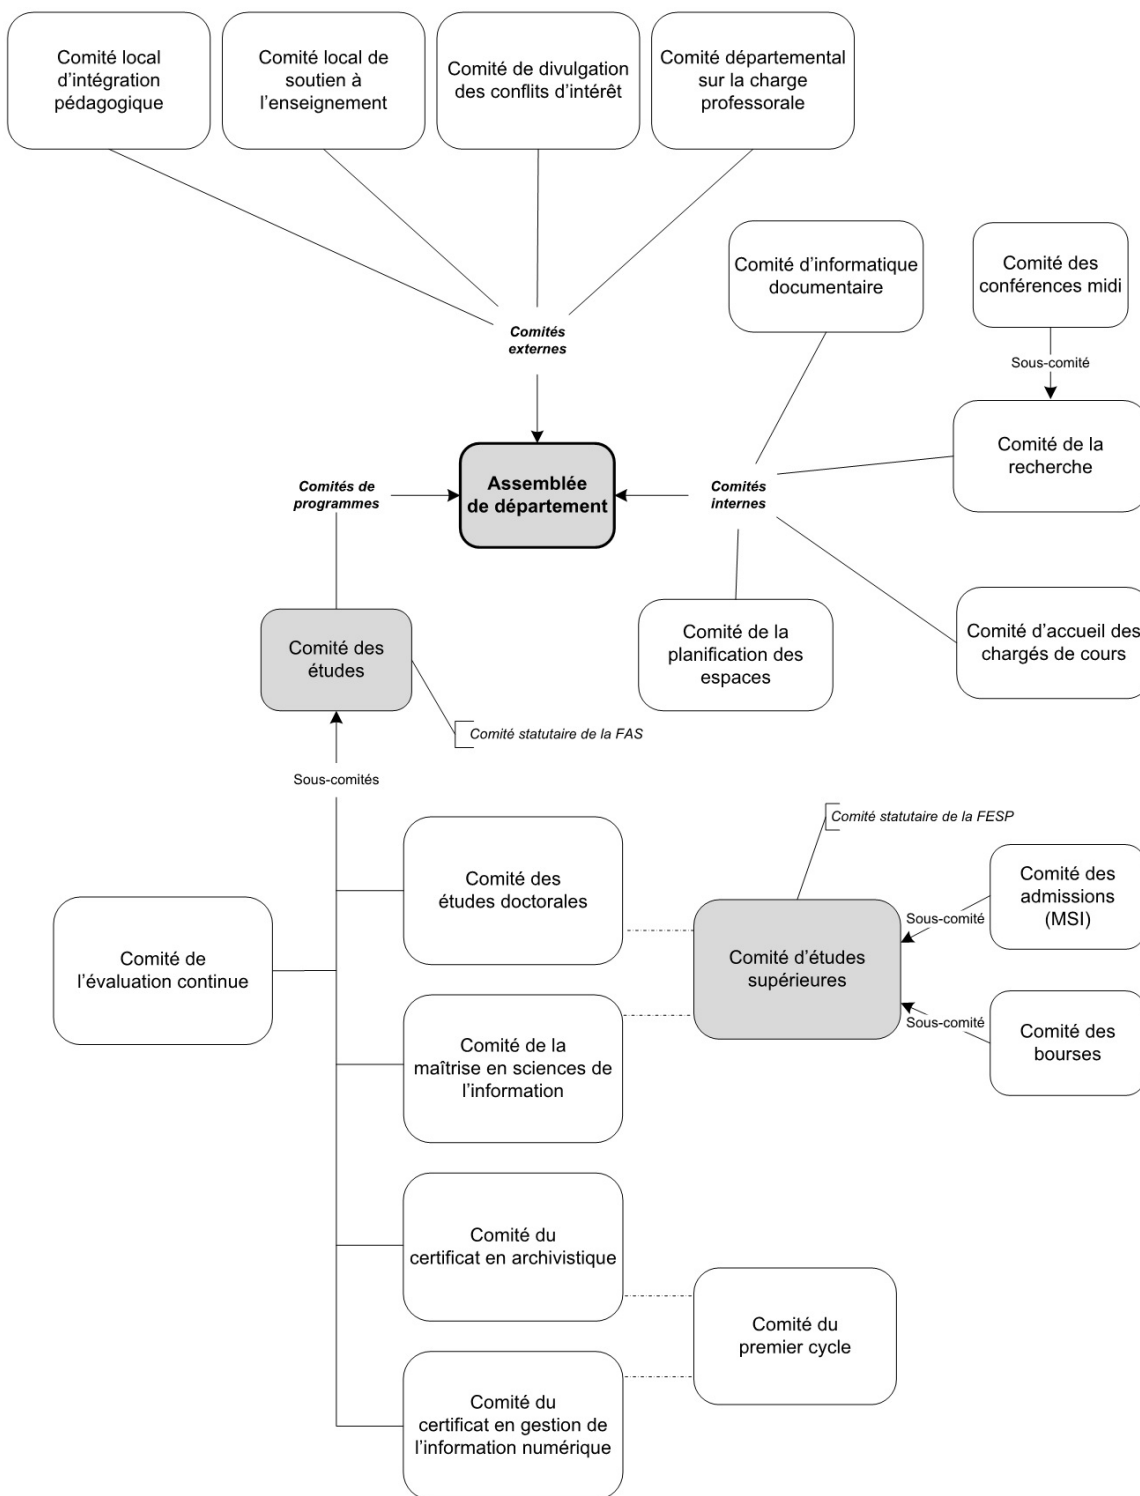 Comité local
d'intégration
pédagogique
Comité local de
soutien à
l'enseignement
Comité de divulgation
des conflits d'intérêt
Comité départemental
sur la charge
professorale
Comité d'informatique
documentaire
Comité des
conférences midi
Sous-comité
Comités
externes
Comité de la
recherche
Comités de
programmes
Assemblée
de département
Comités
internes
Comité des
études
Comité de la
planification des
espaces
Comité d'accueil des
chargés de cours
Comité statutaire de la FAS
Sous-comités
Comité statutaire de la FESP
Comité des
études doctorales
Comité des
admissions
(MSI)
Sous-comité
Comité de
l'évaluation continue
Comité d'études
supérieures
Sous-comité
Comité des
bourses
Comité de la
maîtrise en sciences de
l'information
Comité du
certificat en archivistique
Comité du
premier cycle
Comité du
certificat en gestion de
l'information numérique